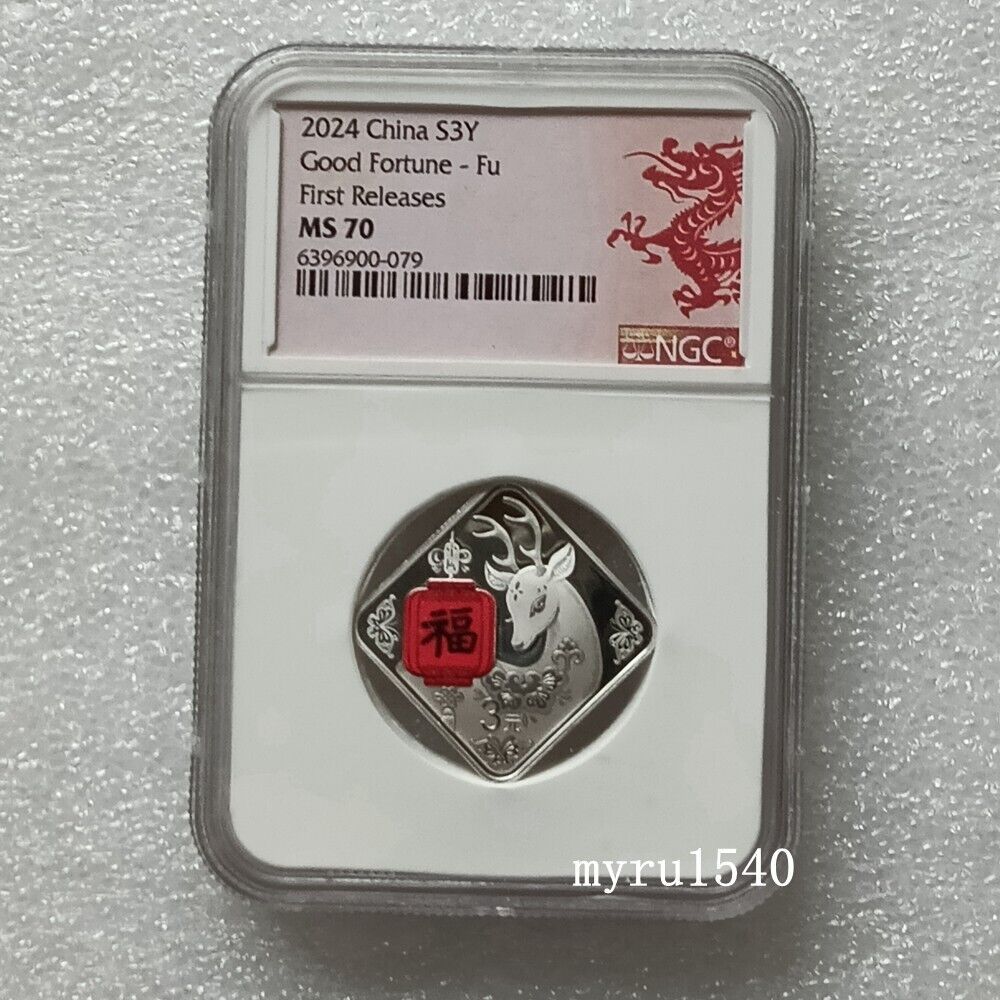 2024 China S3Y
Good Fortune - Fu
First Releases
MS 70
6396900-079
NGC®
福
3元
myru1540